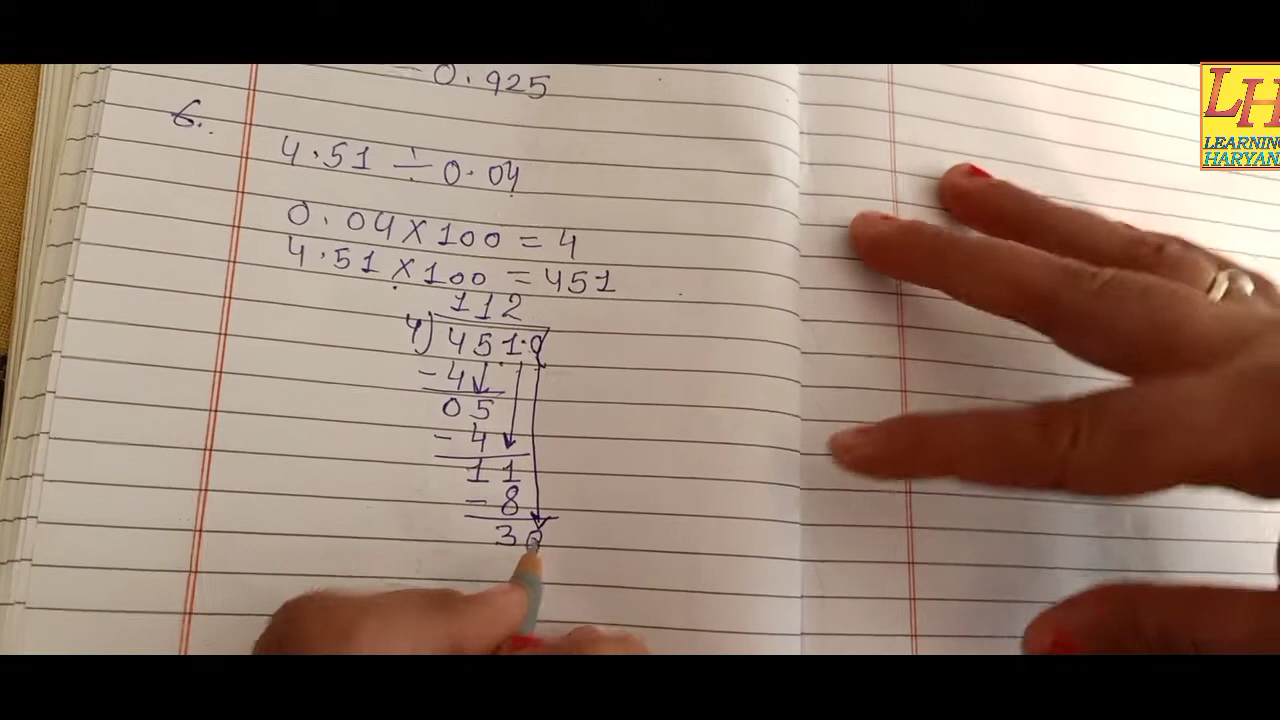 = 0.925
6.
4.51 ÷ 0.04
0.04 × 100 = 4
4.51 × 100 = 451
112
4) 451.0
- 4
05
- 4
11
- 8
30
LH
LEARNING
HARYAN